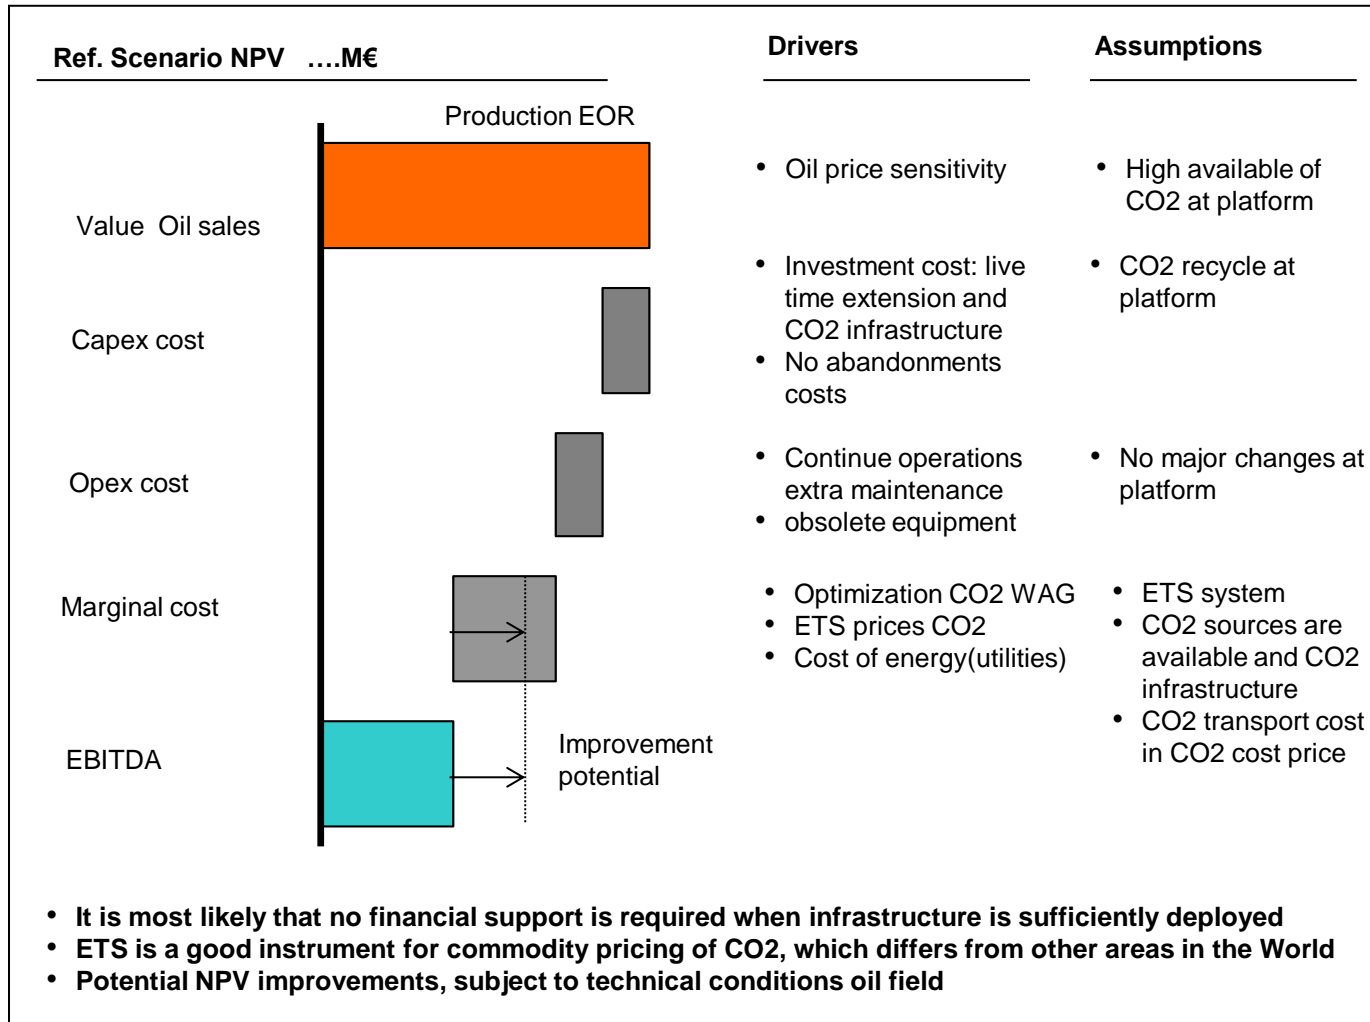 Ref. Scenario NPV ….M€
Drivers
Assumptions
Production EOR
Value Oil sales
• Oil price sensitivity
• High available of
CO2 at platform
Capex cost
• Investment cost: live
time extension and
CO2 infrastructure
• No abandonments
costs
• CO2 recycle at
platform
Opex cost
• Continue operations
extra maintenance
• obsolete equipment
• No major changes at
platform
Marginal cost
• Optimization CO2 WAG
• ETS prices CO2
• Cost of energy(utilities)
• ETS system
• CO2 sources are
available and CO2
infrastructure
• CO2 transport cost
in CO2 cost price
EBITDA
Improvement
potential
• It is most likely that no financial support is required when infrastructure is sufficiently deployed
• ETS is a good instrument for commodity pricing of CO2, which differs from other areas in the World
• Potential NPV improvements, subject to technical conditions oil field